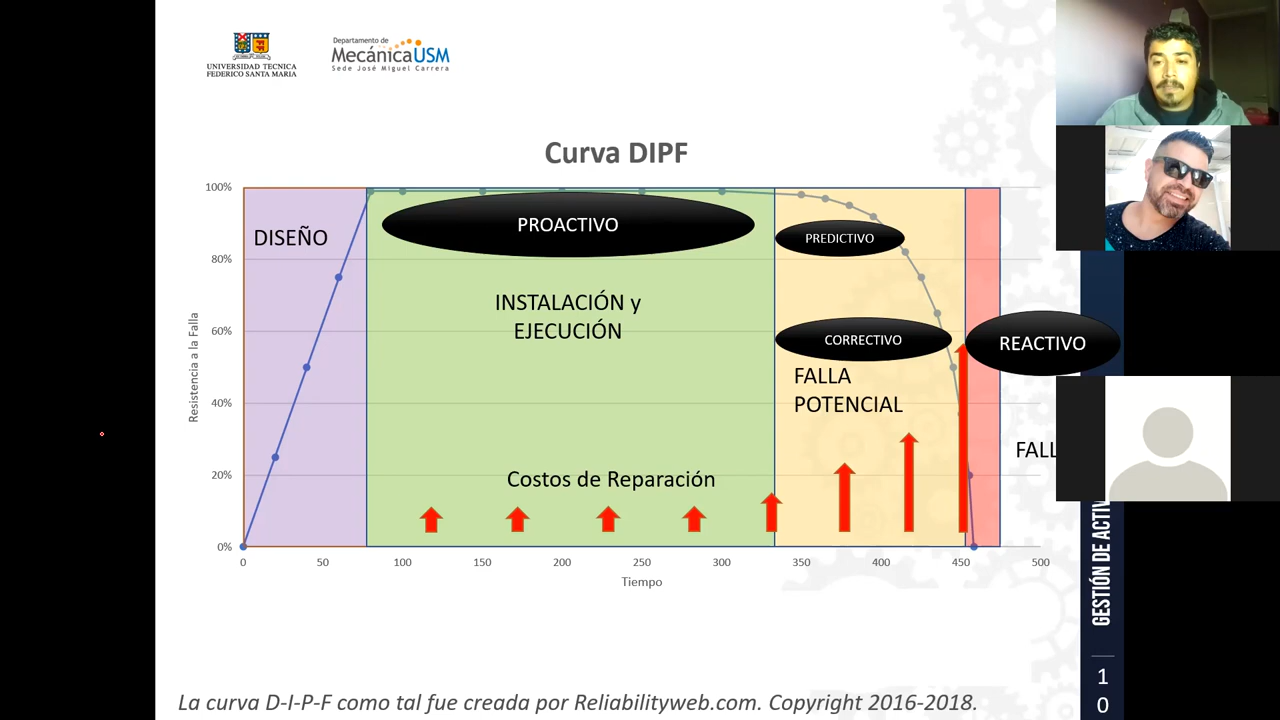 UNIVERSIDAD TECNICA
FEDERICO SANTA MARIA
Departamento de
MecánicaUSM
Sede José Miguel Carrera
Curva DIPF
100%
80%
60%
40%
20%
0%
Resistencia a la Falla
DISEÑO
PROACTIVO
INSTALACIÓN y
EJECUCIÓN
Costos de Reparación
PREDICTIVO
CORRECTIVO
FALLA
POTENCIAL
REACTIVO
FALL
0
50
100
150
200
250
300
350
400
450
500
Tiempo
GESTIÓN DE ACTIV
1
0
La curva D-I-P-F como tal fue creada por Reliabilityweb.com. Copyright 2016-2018.